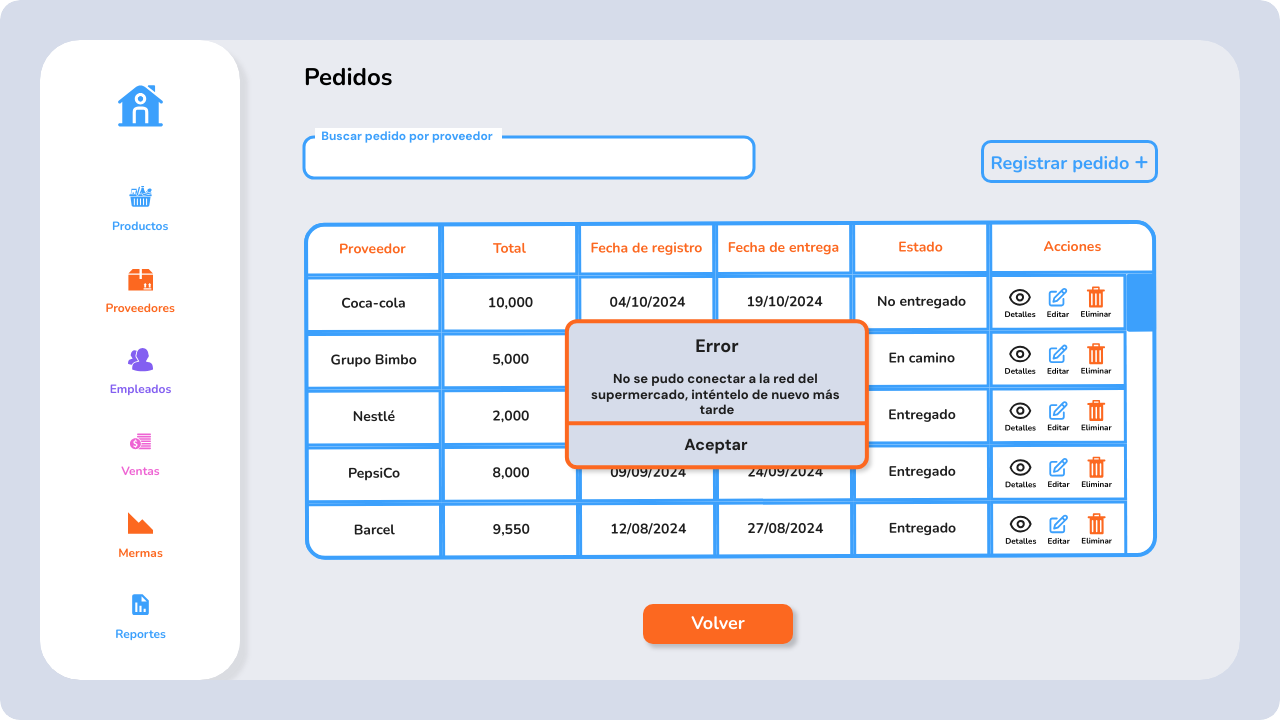 Pedidos
Buscar pedido por proveedor
Registrar pedido +
Proveedor Total Fecha de registro Fecha de entrega Estado Acciones
Coca-cola 10,000 04/10/2024 19/10/2024 No entregado Detalles Editar Eliminar
Grupo Bimbo 5,000 En camino Detalles Editar Eliminar
Nestlé 2,000 Entregado Detalles Editar Eliminar
PepsiCo 8,000 09/09/2024 24/09/2024 Entregado Detalles Editar Eliminar
Barcel 9,550 12/08/2024 27/08/2024 Entregado Detalles Editar Eliminar
Error
No se pudo conectar a la red del
supermercado, inténtelo de nuevo más
tarde
Aceptar
Volver
Productos
Proveedores
Empleados
Ventas
Mermas
Reportes